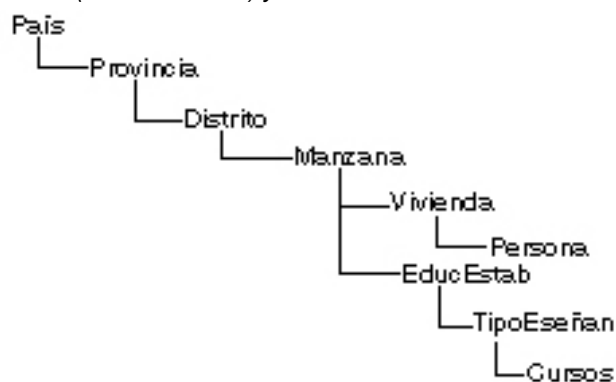 País
Provincia
Distrito
Manzana
Vivienda
Persona
EducEstab
TipoEseñan
Cursos